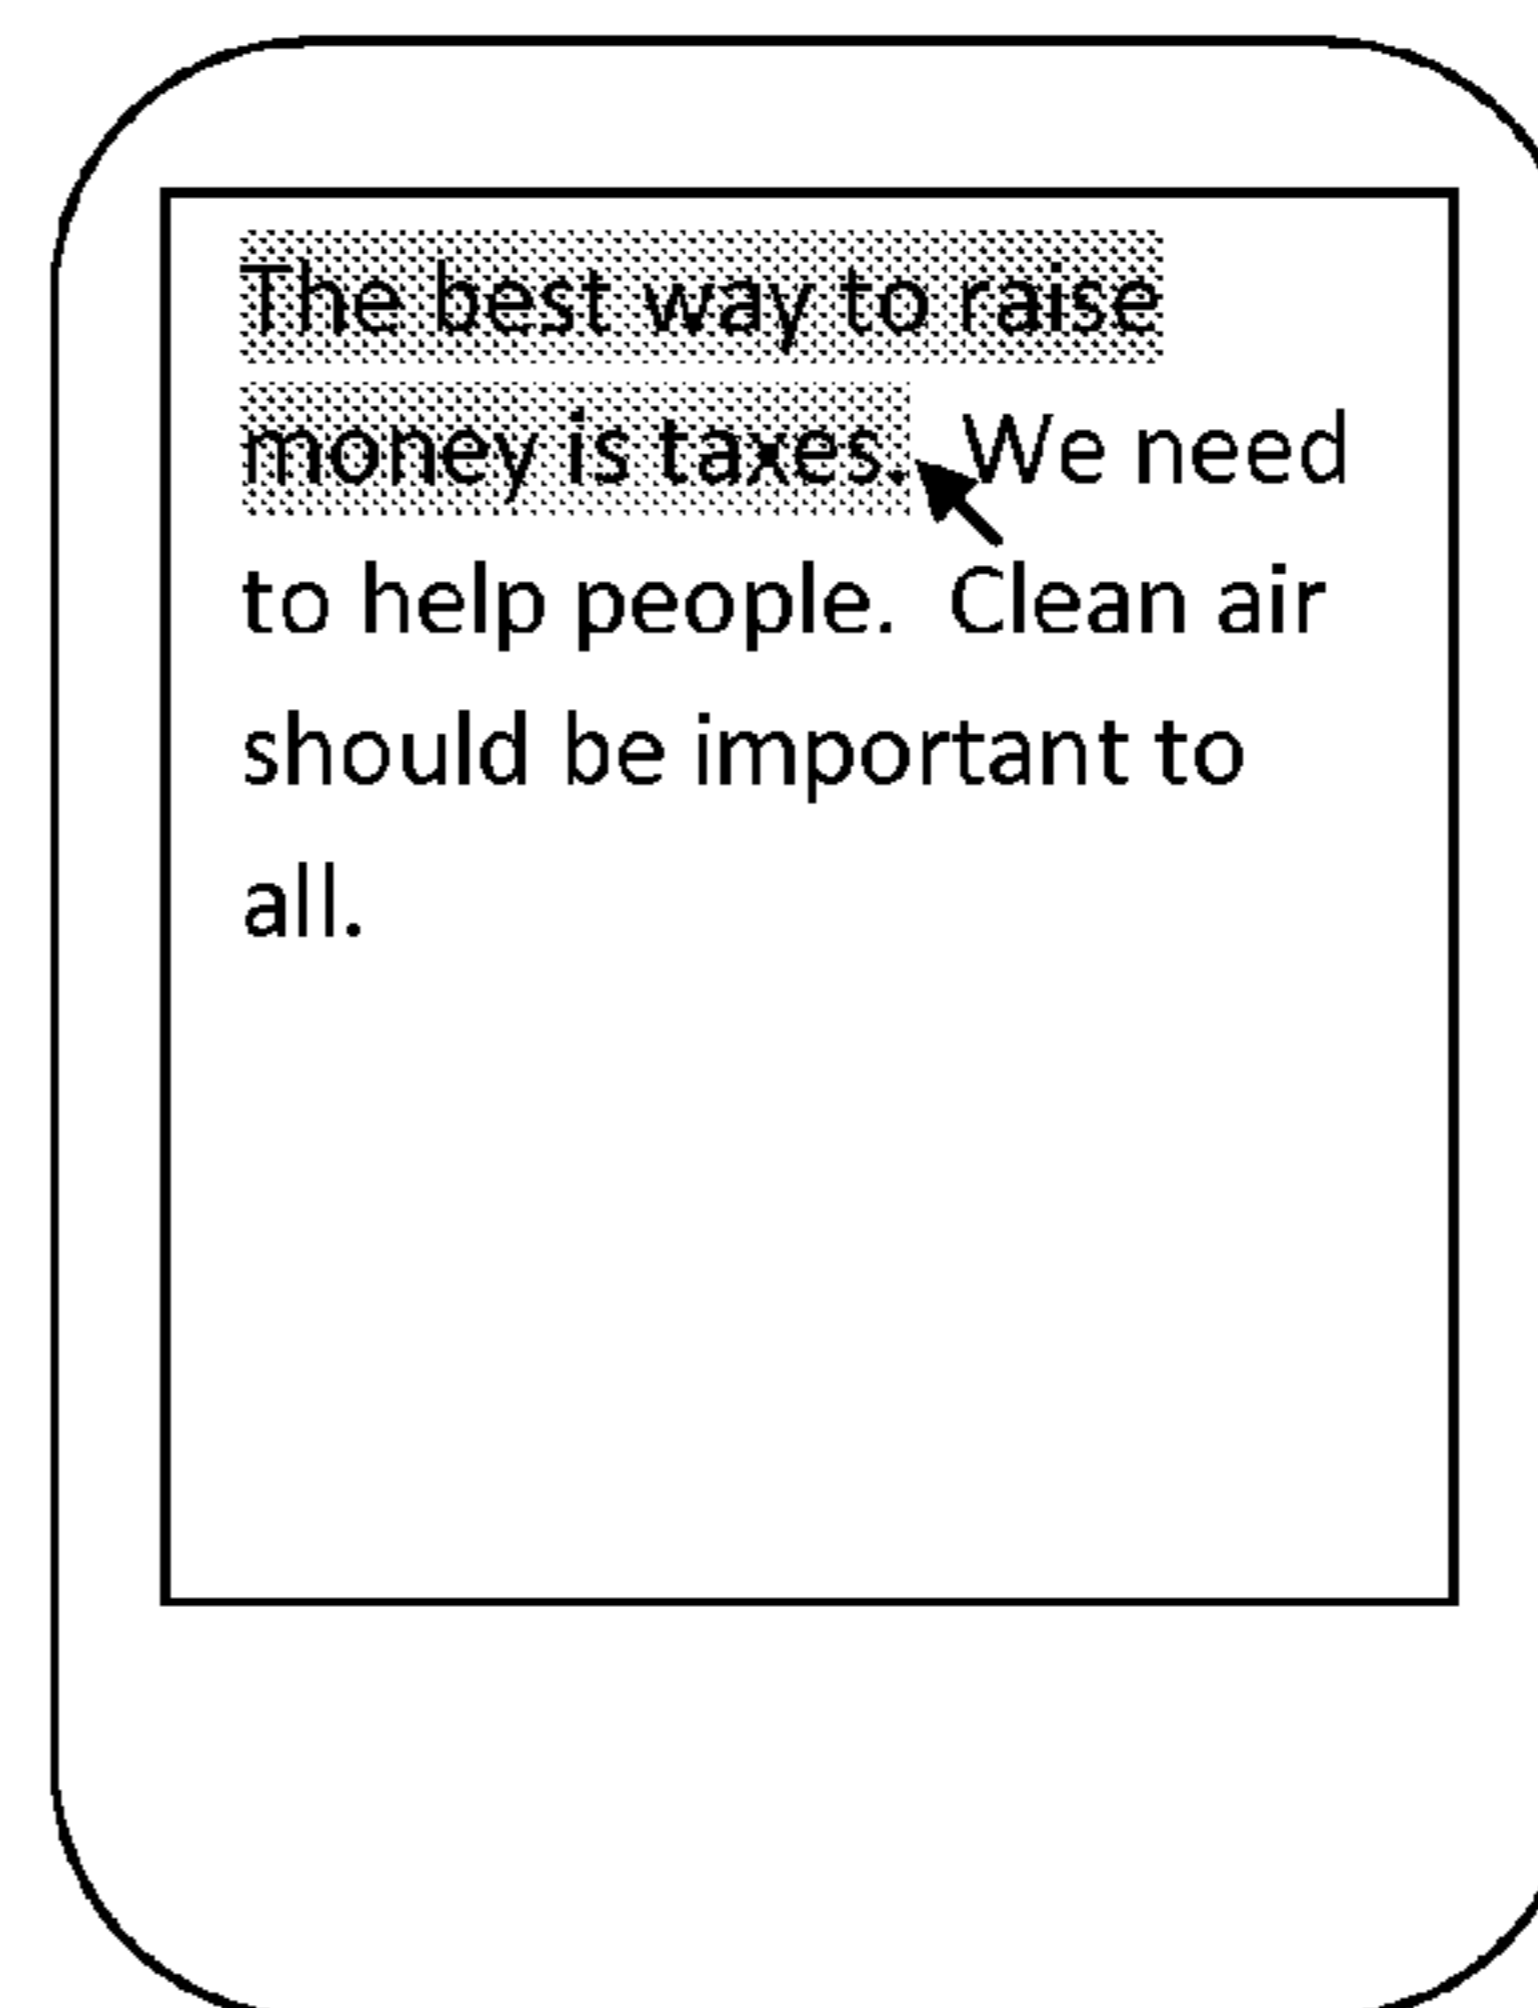 The best way to raise
money is taxes.  We need
to help people.  Clean air
should be important to
all.